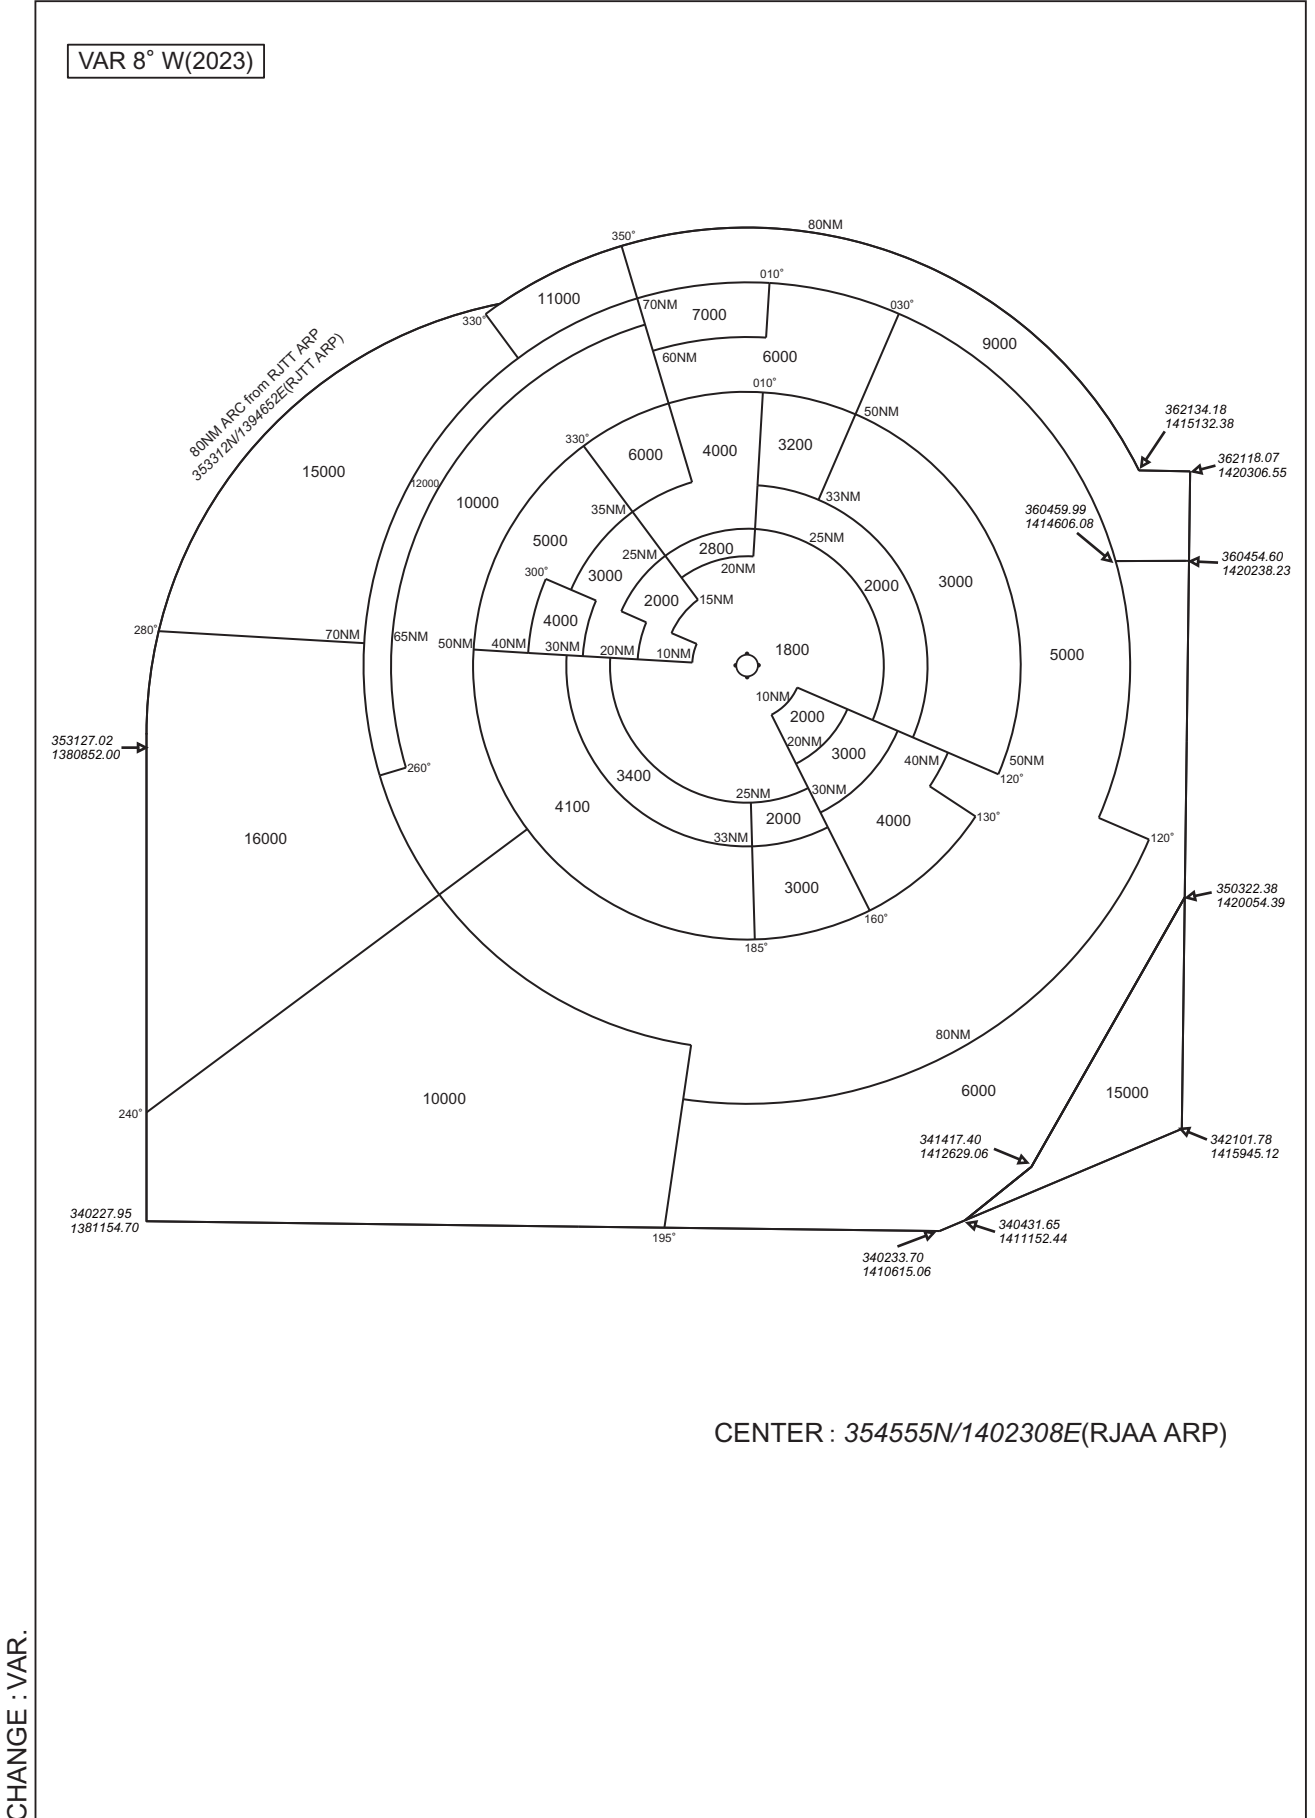 VAR 8° W(2023)
80NM
350°
010°
11000
70NM
7000
030°
330°
80NM ARC from RJTT ARP
353312N/1394652E(RJTT ARP)
9000
60NM
6000
010°
50NM
362134.18
1415132.38
330°
6000
4000
3200
362118.07
1420306.55
15000
12000
10000
35NM
33NM
360459.99
1414606.08
5000
25NM
2800
25NM
360454.60
1420238.23
300°
3000
20NM
2000
3000
2000
15NM
4000
280°
70NM
65NM
50NM
40NM
30NM
20NM
10NM
1800
5000
10NM
2000
353127.02
1380852.00
20NM
3000
40NM
50NM
120°
260°
3400
25NM
30NM
4100
2000
4000
130°
16000
33NM
120°
3000
350322.38
1420054.39
160°
185°
80NM
10000
6000
15000
240°
341417.40
1412629.06
342101.78
1415945.12
340227.95
1381154.70
195°
340431.65
1411152.44
340233.70
1410615.06
CENTER : 354555N/1402308E(RJAA ARP)
CHANGE : VAR.